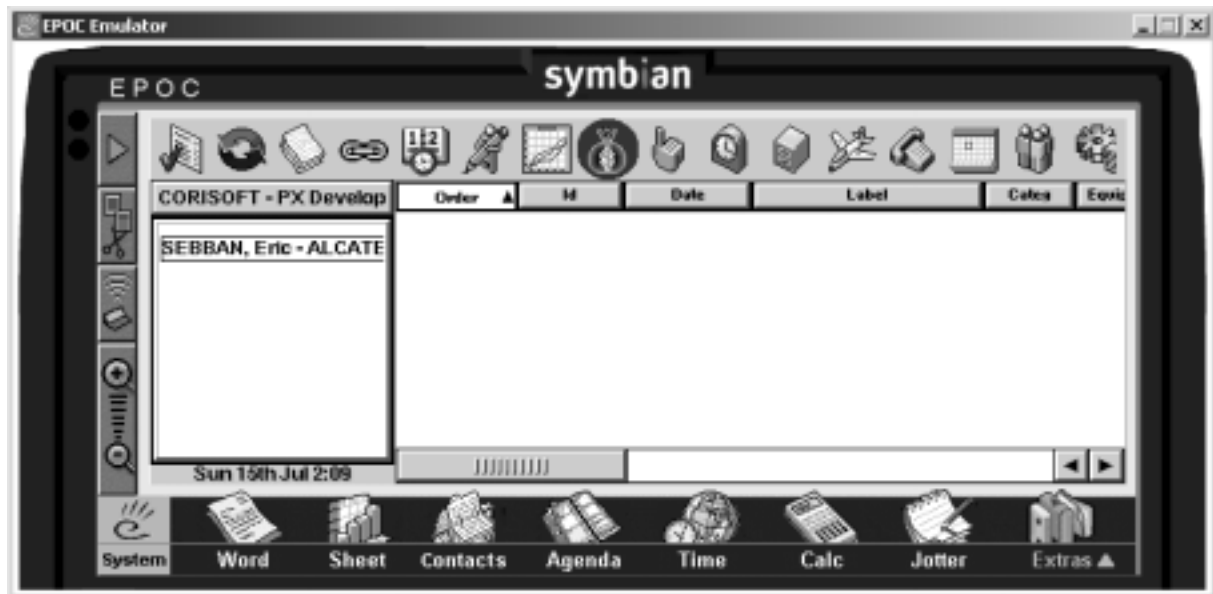 EPOC Emulator
symbian
EPOC
CORISOFT - PX Develop Order Id Date Label Categ Equip
SEBBAN, Eric - ALCATE
Sun 15th Jul 2:09
System Word Sheet Contacts Agenda Time Calc Jotter Extras